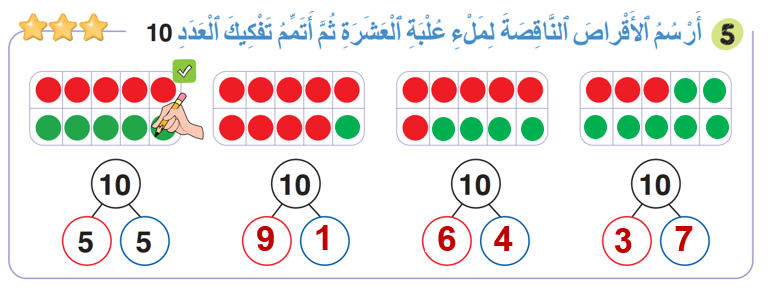 5 أَرْسُمُ ٱلْأَقْراصَ ٱلنَّاقِصَةَ لِمَلْءِ عُلْبَةِ ٱلْعَشَرَةِ ثُمَّ أُتَمِّمُ تَفْكِيكَ ٱلْعَدَدِ 10
10 10 10 10
5 5 9 1 6 4 3 7